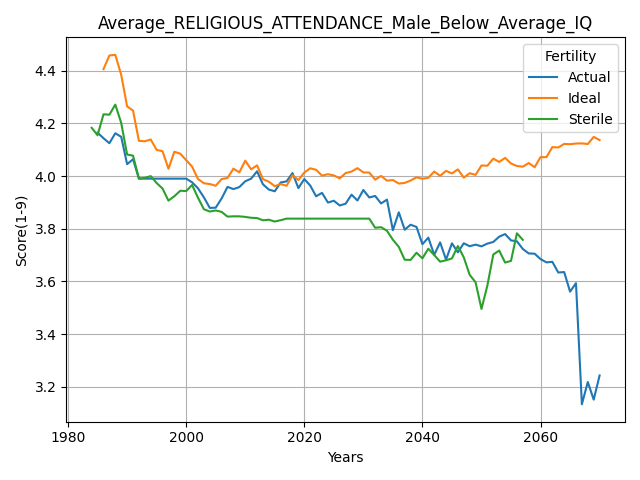 Average_RELIGIOUS_ATTENDANCE_Male_Below_Average_IQ
Fertility
Actual
Ideal
Sterile
Score(1-9)
4.4
4.2
4.0
3.8
3.6
3.4
3.2
1980 2000 2020 2040 2060
Years